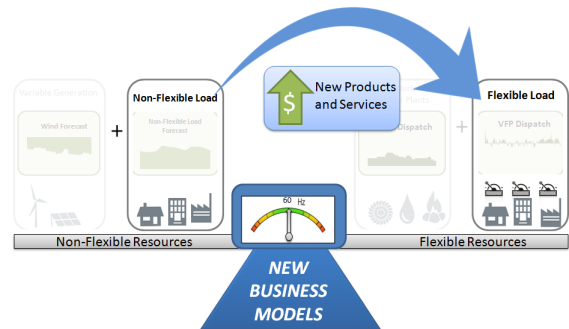 Variable Generation
Wind Forecast
+
Non-Flexible Load
Non-Flexible Load
Forecast
$
New Products
and Services
Plants
Dispatch
+
Flexible Load
VFP Dispatch
60 Hz
Non-Flexible Resources
Flexible Resources
NEW
BUSINESS
MODELS